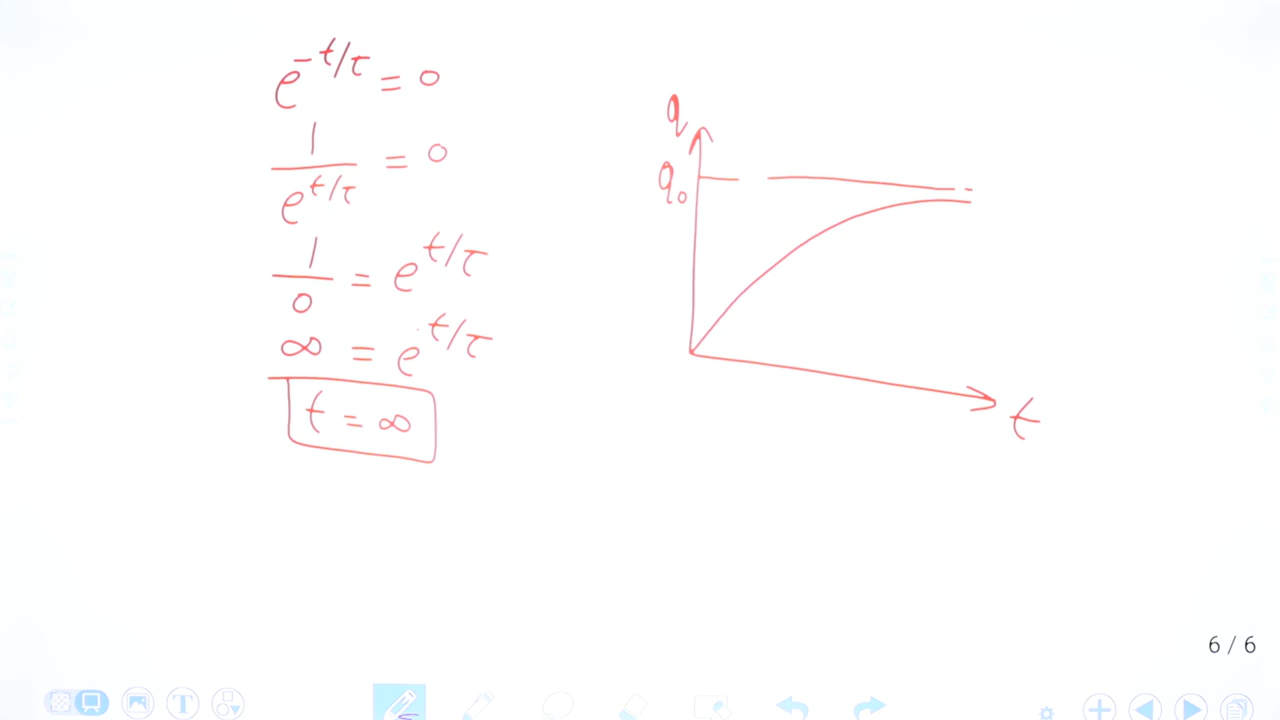 e^{-t/τ} = 0
1/e^{t/τ} = 0
1/0 = e^{t/τ}
∞ = e^{t/τ}
t = ∞
q
q₀
t
6 / 6
T